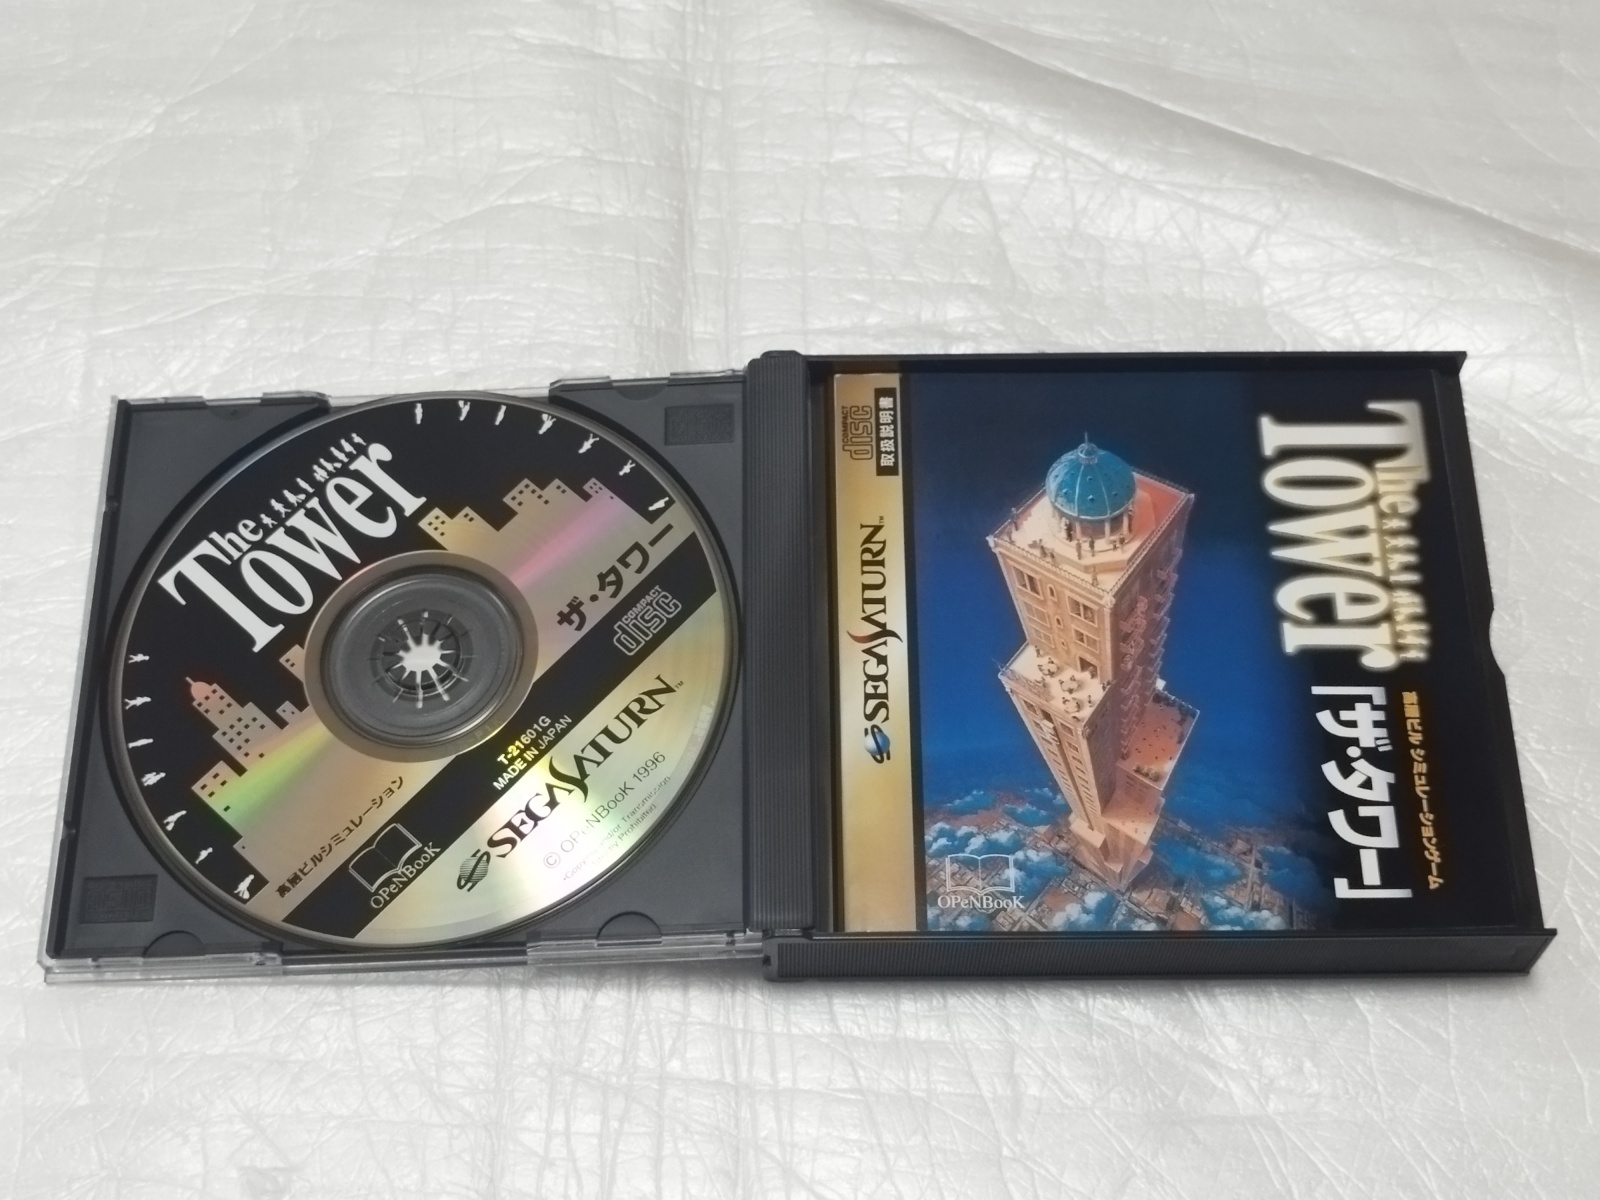 The
Tower
ザ・タワー
COMPACT
disc
T-21601G
MADE IN JAPAN
SEGA SATURN™
© OPeNBooK 1996
高層ビルシミュレーション
OPeNBooK
COMPACT
disc
取扱説明書
SEGA SATURN™
The
Tower
高層ビルシミュレーションゲーム
「ザ・タワー」
OPeNBooK